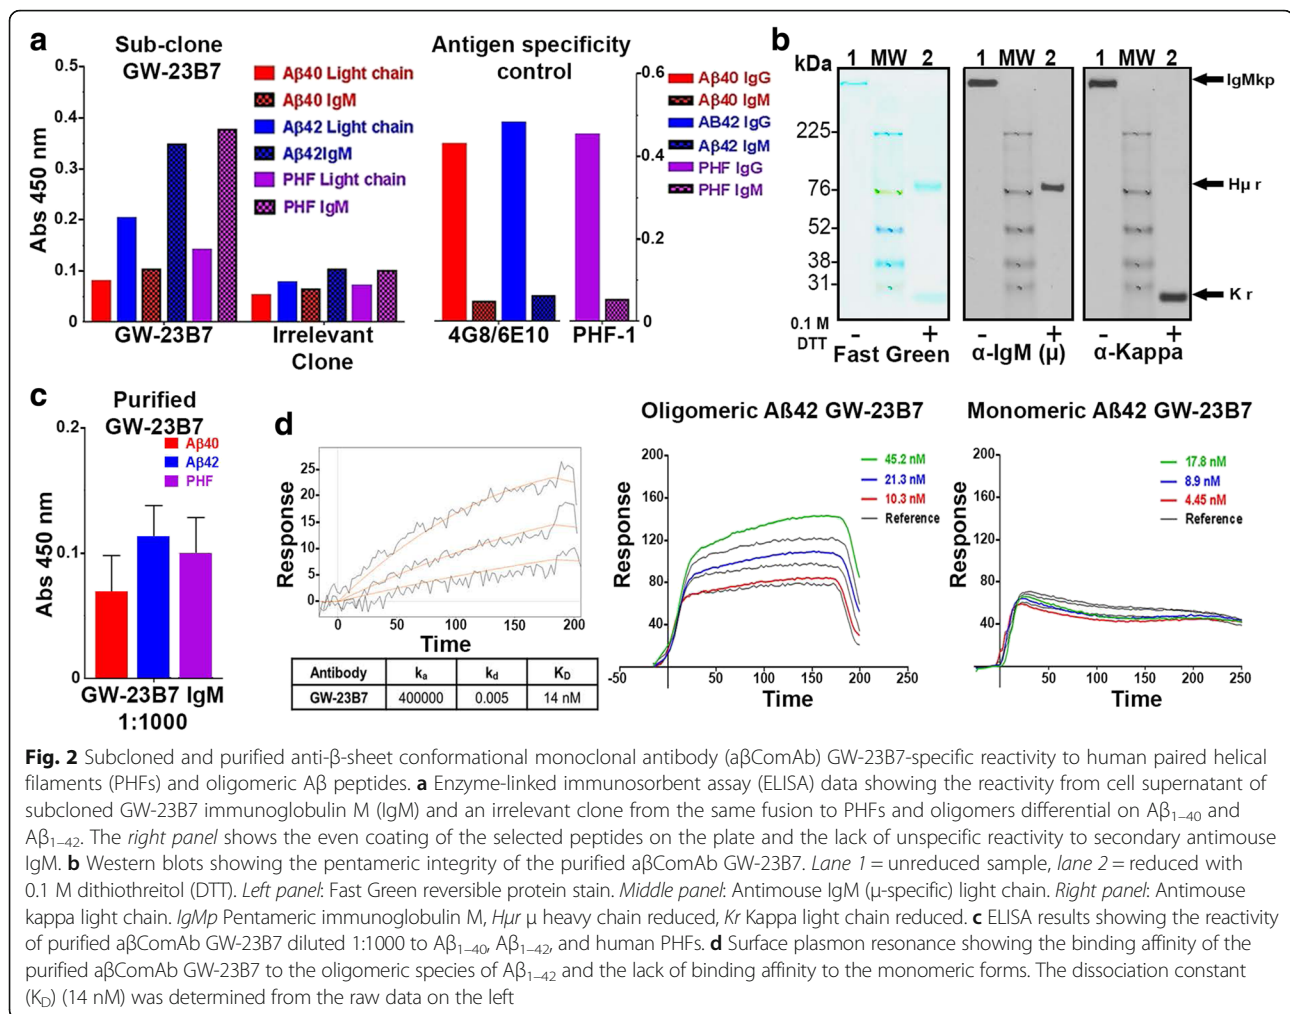 a
Sub-clone
GW-23B7
Abs 450 nm
0.5
0.4
0.3
0.2
0.1
0
Aβ40 Light chain
Aβ40 IgM
Aβ42 Light chain
Aβ42IgM
PHF Light chain
PHF IgM
GW-23B7
Irrelevant
Clone
Antigen specificity
control
0.6
0.4
0.2
0
Aβ40 IgG
Aβ40 IgM
AB42 IgG
Aβ42 IgM
PHF IgG
PHF IgM
4G8/6E10
PHF-1
b
kDa
1 MW 2
1 MW 2
1 MW 2
225
76
52
38
31
IgMkp
Hμ r
K r
0.1 M
DTT
- +
- +
- +
Fast Green
α-IgM (μ)
α-Kappa
c
Purified
GW-23B7
Aβ40
Aβ42
PHF
Abs 450 nm
0.2
0.1
0
GW-23B7 IgM
1:1000
d
Response
25
20
15
10
5
0
0 50 100 150 200
Time
Antibody ka kd KD
GW-23B7 400000 0.005 14 nM
Oligomeric Aß42 GW-23B7
Response
200
160
120
80
40
45.2 nM
21.3 nM
10.3 nM
Reference
-50 50 100 150 200 250
Time
Monomeric Aß42 GW-23B7
Response
200
160
120
80
40
17.8 nM
8.9 nM
4.45 nM
Reference
-25 0 25 50 75 100 125 150 175 200 225 250
Time
Fig. 2 Subcloned and purified anti-β-sheet conformational monoclonal antibody (aβComAb) GW-23B7-specific reactivity to human paired helical
filaments (PHFs) and oligomeric Aβ peptides. a Enzyme-linked immunosorbent assay (ELISA) data showing the reactivity from cell supernatant of
subcloned GW-23B7 immunoglobulin M (IgM) and an irrelevant clone from the same fusion to PHFs and oligomers differential on Aβ1–40 and
Aβ1–42. The right panel shows the even coating of the selected peptides on the plate and the lack of unspecific reactivity to secondary antimouse
IgM. b Western blots showing the pentameric integrity of the purified aβComAb GW-23B7. Lane 1 = unreduced sample, lane 2 = reduced with
0.1 M dithiothreitol (DTT). Left panel: Fast Green reversible protein stain. Middle panel: Antimouse IgM (μ-specific) light chain. Right panel: Antimouse
kappa light chain. IgMp Pentameric immunoglobulin M, Hμr μ heavy chain reduced, Kr Kappa light chain reduced. c ELISA results showing the reactivity
of purified aβComAb GW-23B7 diluted 1:1000 to Aβ1–40, Aβ1–42, and human PHFs. d Surface plasmon resonance showing the binding affinity of the
purified aβComAb GW-23B7 to the oligomeric species of Aβ1–42 and the lack of binding affinity to the monomeric forms. The dissociation constant
(KD) (14 nM) was determined from the raw data on the left